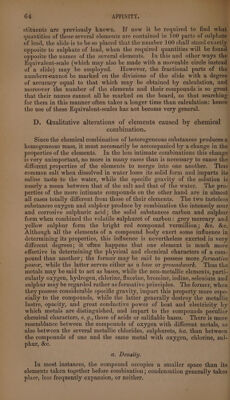 64 AFFINITY.
stituents are previously known. If now it be required to find what
quantities of these several elements are contained in 100 parts of sulphate
of lead, the slide is to be so placed that the number 100 shall stand exactly
opposite to sulphate of lead, when the required quantities will be found
opposite the names of the several elements. In this and other ways the
Equivalent-scale (which may also be made with a moveable circle instead
of a slide) may be employed. However, the fractional parts of the
numbers cannot be marked on the divisions of the slide with a degree
of accuracy equal to that which may be obtained by calculation, and
moreover the number of the elements and their compounds is so great
that their names cannot all be marked on the board, so that searching
for them in this manner often takes a longer time than calculation: hence
the use of these Equivalent-scales has not become very general.
D. Qualitative alterations of elements caused by chemical
combination.
Since the chemical combination of heterogeneous substances produces a
homogeneous mass, it must necessarily be accompanied by a change in the
properties of the elements. In the less intimate combinations this change
is very unimportant, no more in many cases than is necessary to cause the
different properties of the elements to merge into one another. Thus
common salt when dissolved in water loses its solid form and imparts its
saline taste to the water, while the specific gravity of the solution is
nearly a mean between that of the salt and that of the water. The pro-
perties of the more intimate compounds on the other hand are in almost
all cases totally different from those of their elements. The two tasteless
substances oxygen and sulphur produce by combination the intensely sour
and corrosive sulphuric acid; the solid substances carbon and sulphur
form when combined the volatile sulphuret of carbon; grey mercury and
yellow sulphur form the bright red compound vermillion; &c. &c.
Although all the elements of a compound body exert some influence in
determining its properties, this influence is nevertheless exerted in very
different degrees; it often happens that one element is much more
effective in determining the physical and chemical character of a com-
pound than another; the former may be said to possess more formative
power, while the latter serves rather as a base or groundwork. Thus the
metals may be said to act as bases, while the non-metallic elements, parti-
cularly oxygen, hydrogen, chlorine, fluorine, bromine, iodine, selenium and
sulphur may be regarded rather as formative principles. The former, when
they possess considerable specific gravity, impart this property more espe-
cially to the compounds, while the latter generally destroy the metallic
lustre, opacity, and great conductive power of heat and electricity by
which metals are distinguished, and impart to the compounds peculiar
chemical characters, e. g., those of acids or salifiable bases. There is more
resemblance between the compounds of oxygen with different metals, or
also between the several metallic chlorides, sulphurets, &c. than between
the compounds of one and the same metal with oxygen, chlorine, sul-
phur, &c.
a. Density.
In most instances, the compound occupies a smaller space than its
elements taken together before combination; condensation generally takes
place, less frequently expansion, or neither.